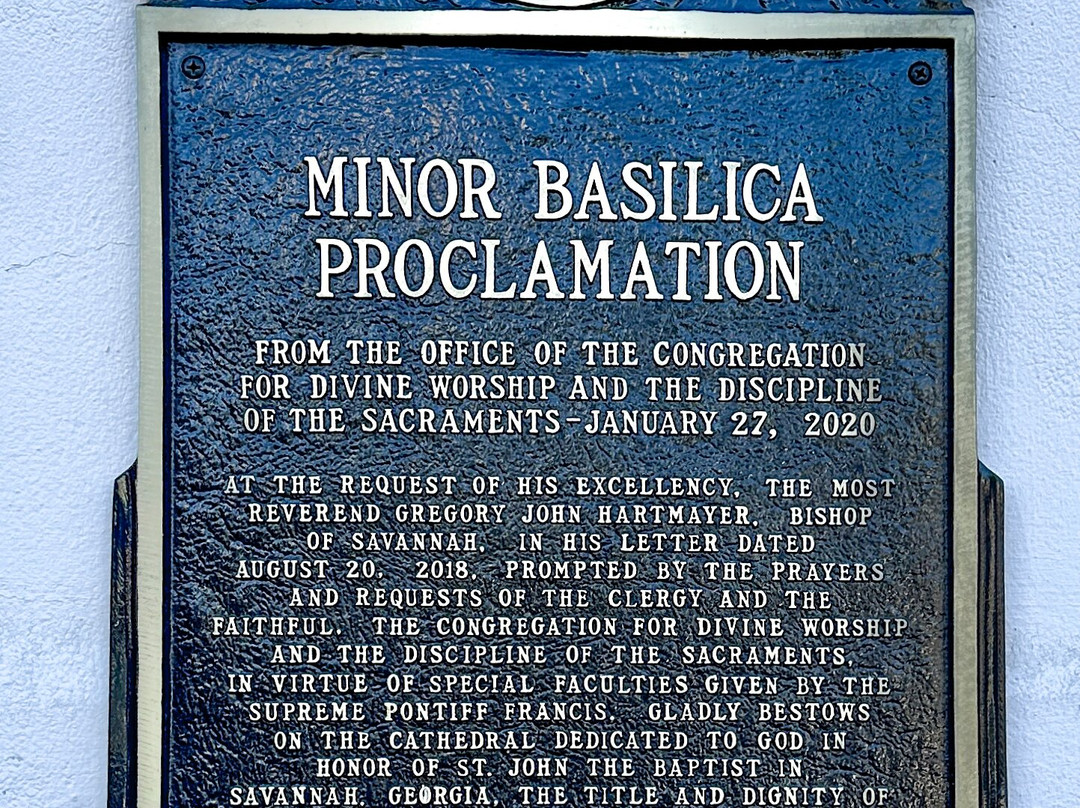 MINOR BASILICA
PROCLAMATION
FROM THE OFFICE OF THE CONGREGATION
FOR DIVINE WORSHIP AND THE DISCIPLINE
OF THE SACRAMENTS-JANUARY 27, 2020
AT THE REQUEST OF HIS EXCELLENCY, THE MOST
REVEREND GREGORY JOHN HARTMAYER, BISHOP
OF SAVANNAH, IN HIS LETTER DATED
AUGUST 20, 2018, PROMPTED BY THE PRAYERS
AND REQUESTS OF THE CLERGY AND THE
FAITHFUL. THE CONGREGATION FOR DIVINE WORSHIP
AND THE DISCIPLINE OF THE SACRAMENTS,
IN VIRTUE OF SPECIAL FACULTIES GIVEN BY THE
SUPREME PONTIFF FRANCIS. GLADLY BESTOWS
ON THE CATHEDRAL DEDICATED TO GOD IN
HONOR OF ST. JOHN THE BAPTIST IN,
SAVANNAH, GEORGIA, THE TITLE AND DIGNITY OF